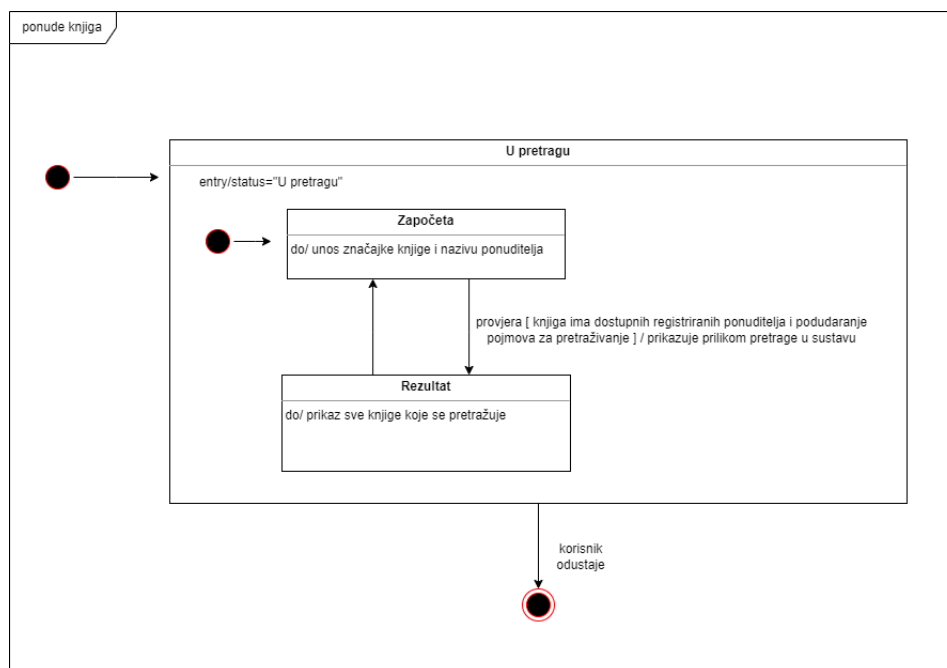 ponude knjiga
U pretragu
entry/status="U pretragu"
Započeta
do/ unos značajke knjige i nazivu ponuditelja
provjera [ knjiga ima dostupnih registriranih ponuditelja i podudaranje
pojmova za pretraživanje ] / prikazuje prilikom pretrage u sustavu
Rezultat
do/ prikaz sve knjige koje se pretražuje
korisnik
odustaje